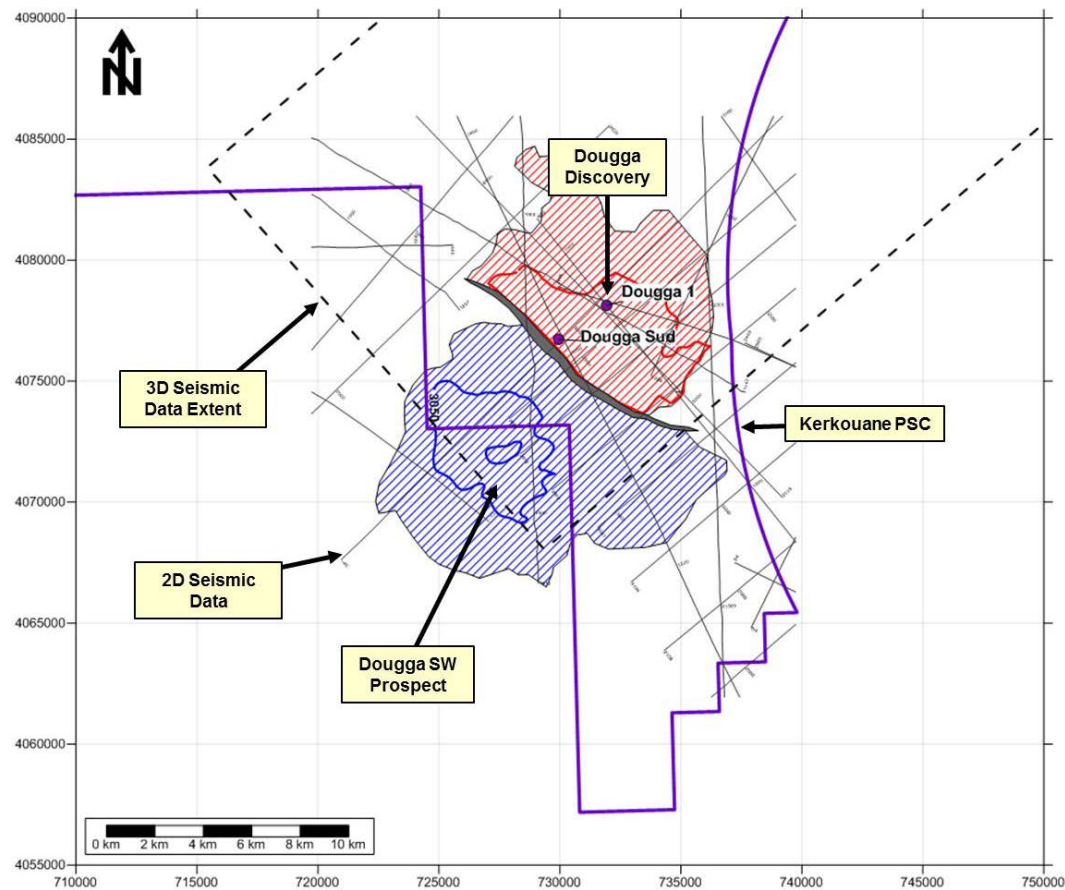 4090000
4085000
4080000
4075000
4070000
4065000
4060000
4055000
N
Dougga
Discovery
Dougga 1
Dougga Sud
3D Seismic
Data Extent
3850
Kerkouane PSC
2D Seismic
Data
Dougga SW
Prospect
0 km 2 km 4 km 6 km 8 km 10 km
710000 715000 720000 725000 730000 735000 740000 745000 750000